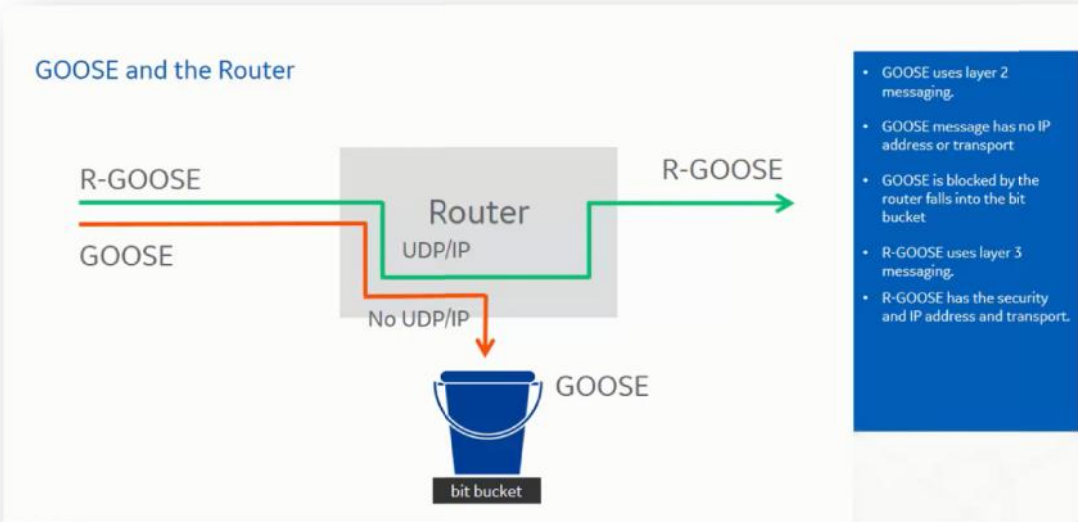 GOOSE and the Router
R-GOOSE
GOOSE
Router
UDP/IP
No UDP/IP
R-GOOSE
GOOSE
bit bucket
• GOOSE uses layer 2
messaging.
• GOOSE message has no IP
address or transport
• GOOSE is blocked by the
router falls into the bit
bucket
• R-GOOSE uses layer 3
messaging.
• R-GOOSE has the security
and IP address and transport.